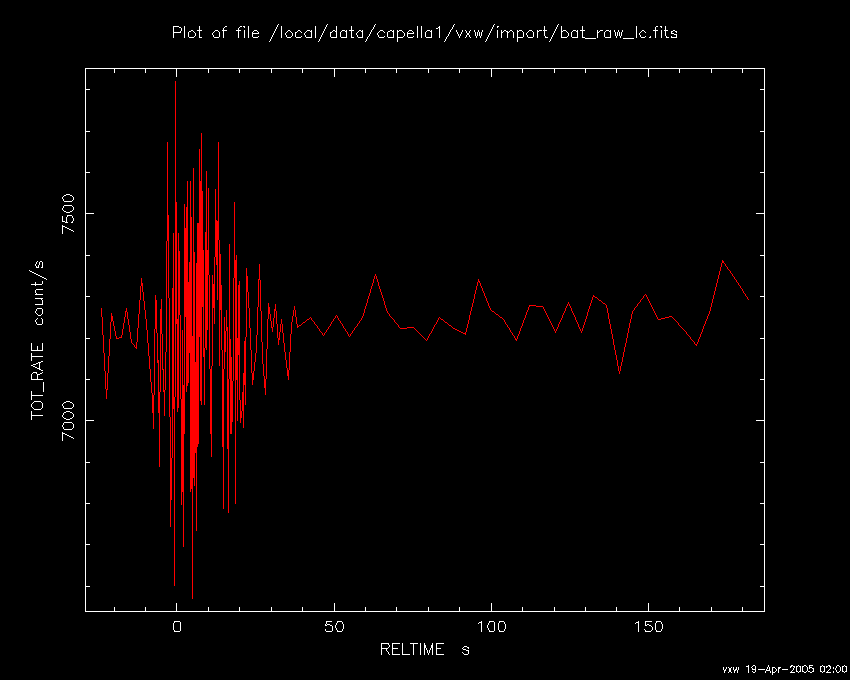 Plot of file /local/data/capella1/vxw/import/bat_raw_lc.fits
TOT_RATE count/s
7500
7000
0 50 100 150
RELTIME s
vxw 19-Apr-2005 02:00